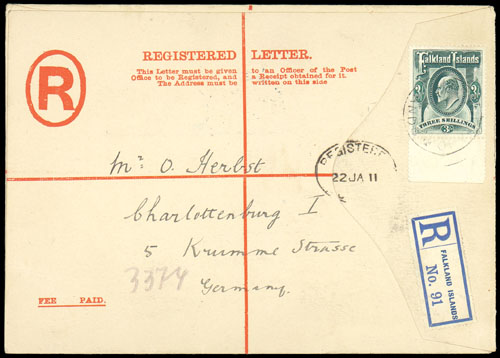 REGISTERED LETTER.
This Letter must be given to an Officer of the Post
Office to be Registered, and a Receipt obtained for it.
The Address must be written on this side
R
FALKLAND ISLANDS
THREE SHILLINGS
3/-
REGISTERED
22 JA 11
Mr. O. Herbst
Charlottenburg I
5 Krumme Strasse
Germany.
3374
FEE PAID.
R
FALKLAND ISLANDS
No. 91